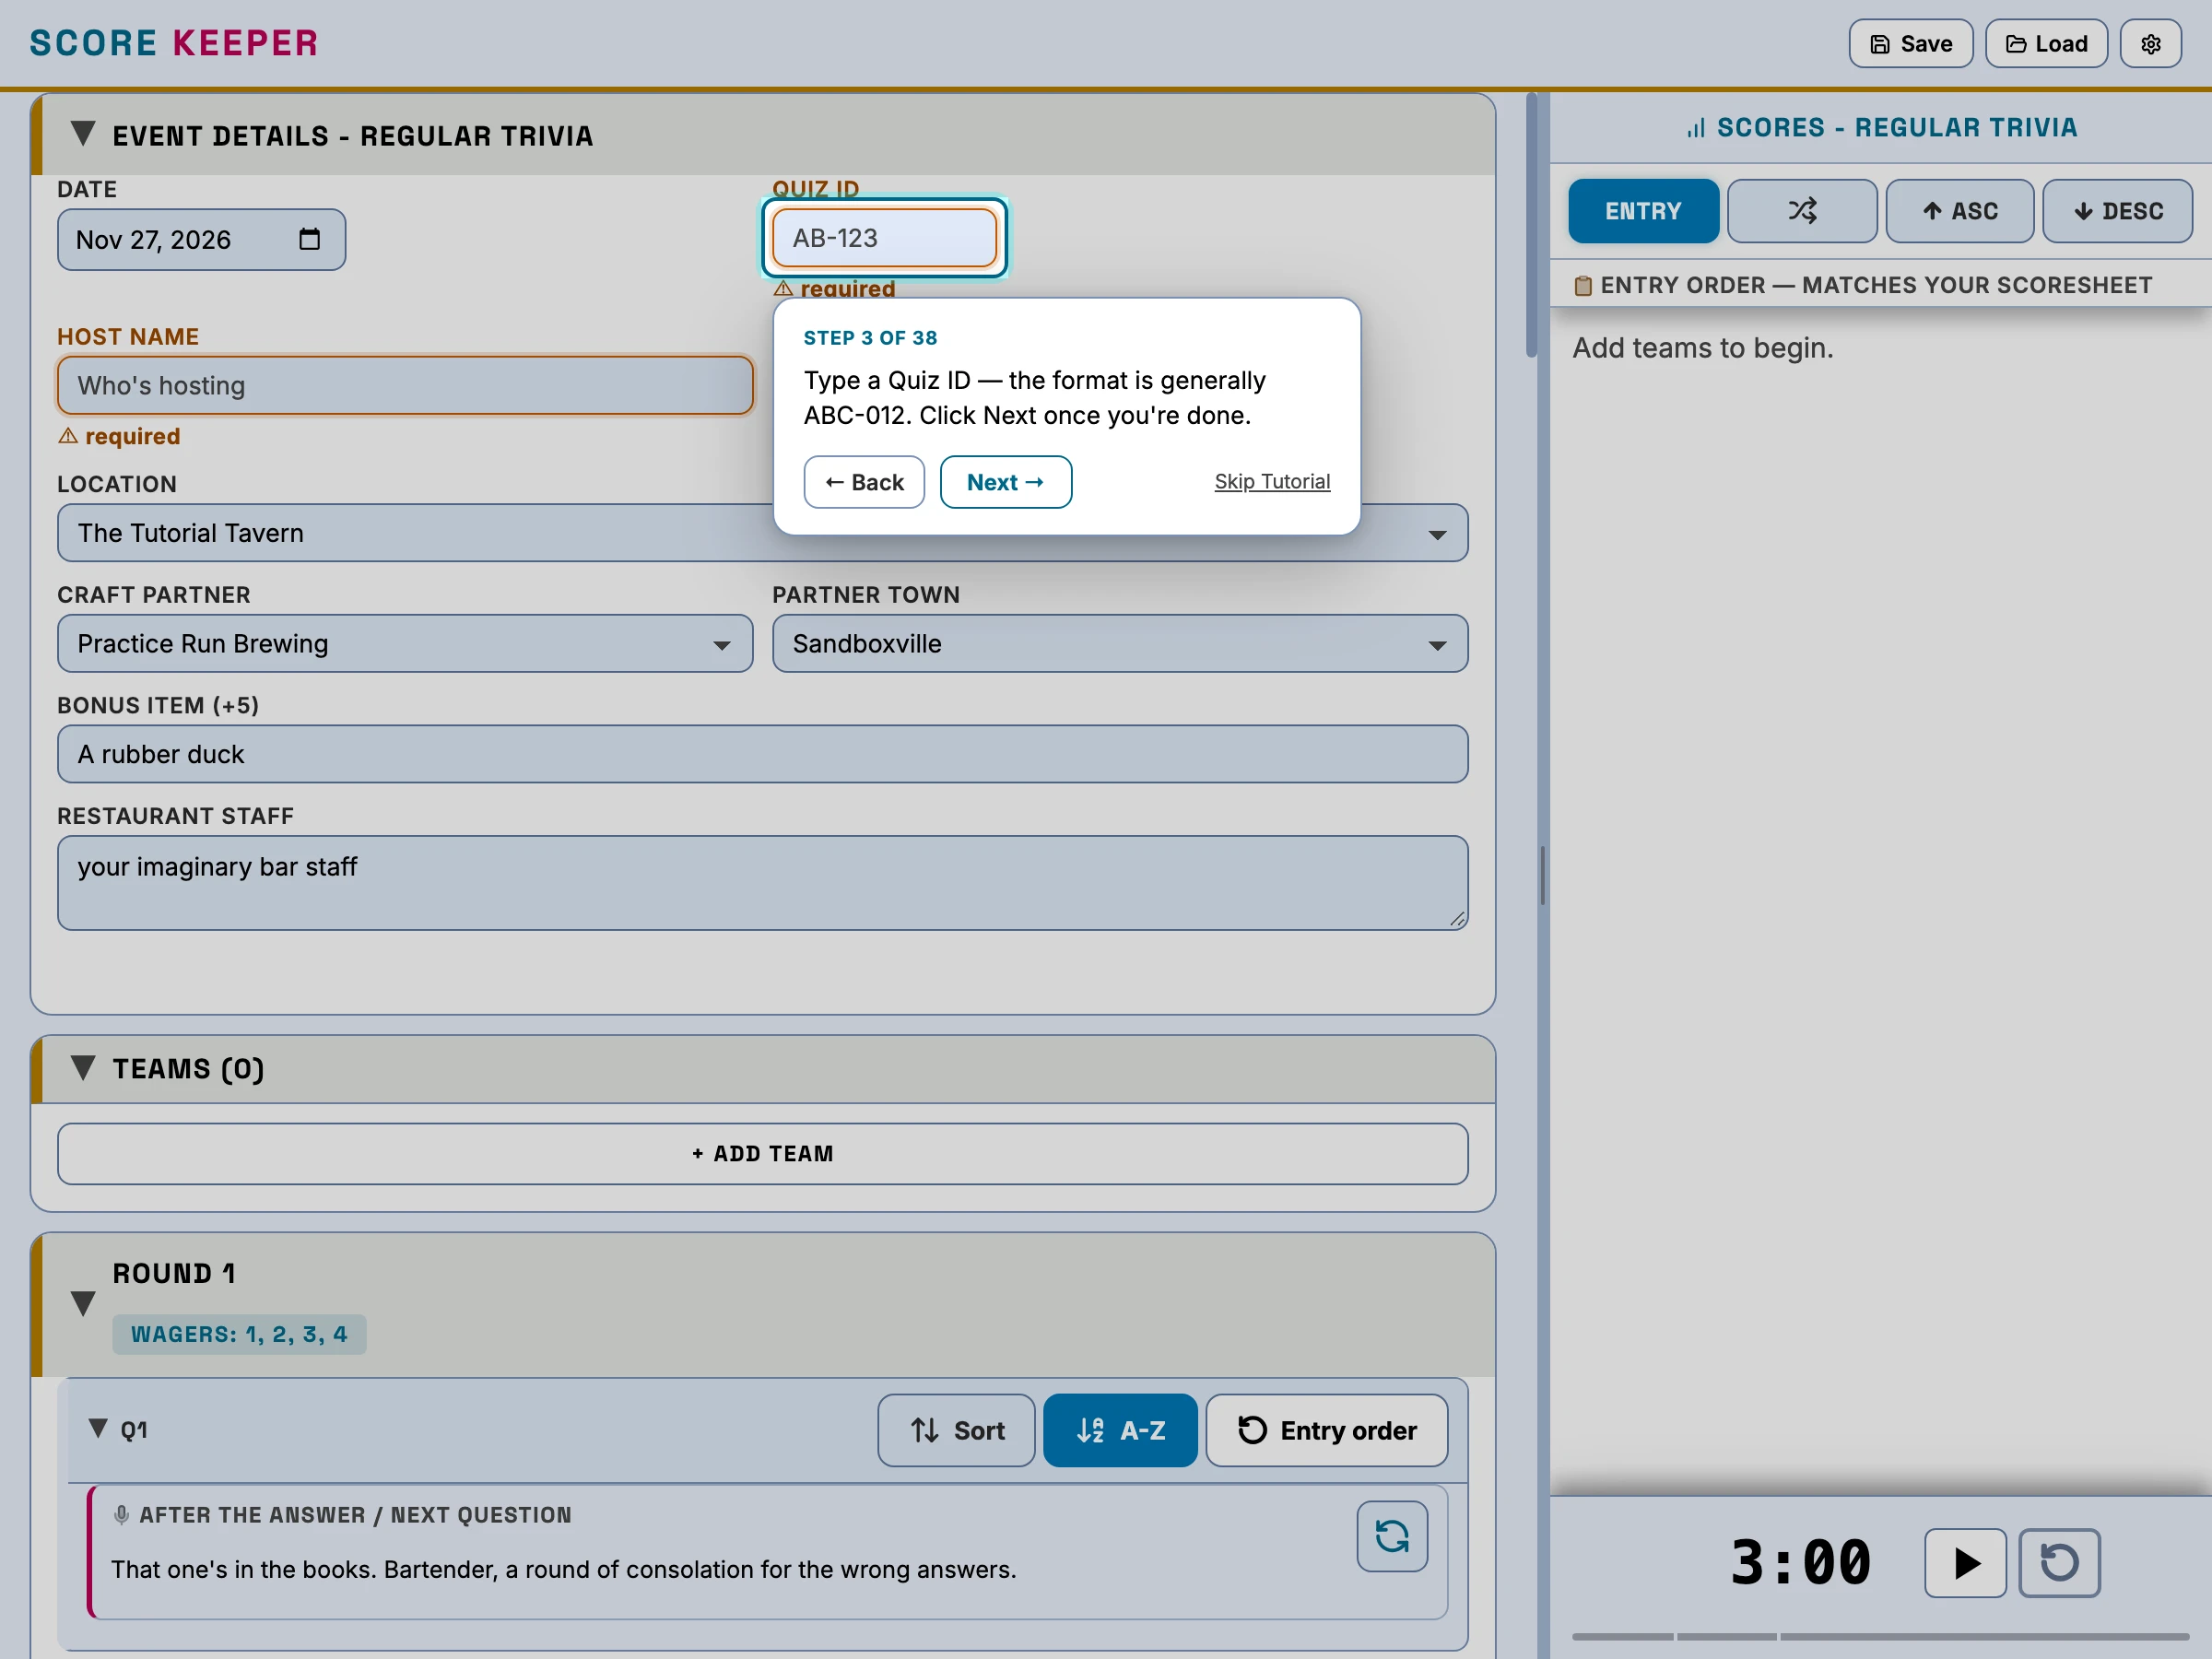 SCORE KEEPER
Save
Load
EVENT DETAILS - REGULAR TRIVIA
DATE
Nov 27, 2026
QUIZ ID
AB-123
required
HOST NAME
Who's hosting
required
STEP 3 OF 38
Type a Quiz ID — the format is generally
ABC-012. Click Next once you're done.
← Back
Next →
Skip Tutorial
LOCATION
The Tutorial Tavern
CRAFT PARTNER
Practice Run Brewing
PARTNER TOWN
Sandboxville
BONUS ITEM (+5)
A rubber duck
RESTAURANT STAFF
your imaginary bar staff
TEAMS (0)
+ ADD TEAM
ROUND 1
WAGERS: 1, 2, 3, 4
Q1
Sort
A-Z
Entry order
AFTER THE ANSWER / NEXT QUESTION
That one's in the books. Bartender, a round of consolation for the wrong answers.
SCORES - REGULAR TRIVIA
ENTRY
↑ ASC
↓ DESC
ENTRY ORDER — MATCHES YOUR SCORESHEET
Add teams to begin.
3:00